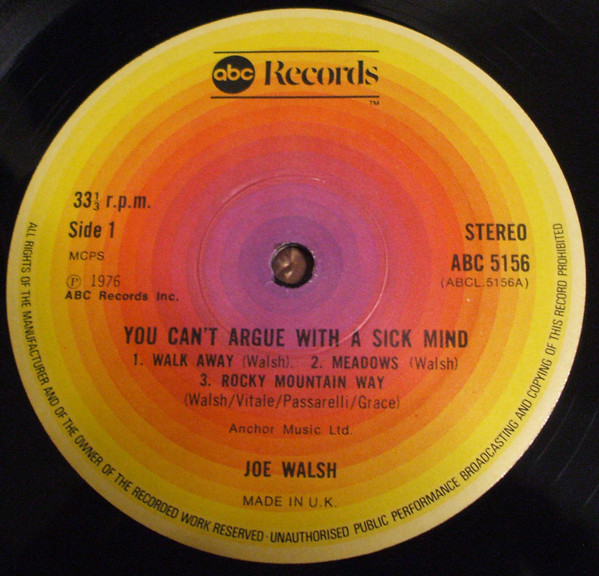 abc Records
™
33⅓ r.p.m.
Side 1
MCPS
Ⓟ 1976
ABC Records Inc.
STEREO
ABC 5156
(ABCL.5156A)
YOU CAN'T ARGUE WITH A SICK MIND
1. WALK AWAY (Walsh). 2. MEADOWS (Walsh)
3. ROCKY MOUNTAIN WAY
(Walsh/Vitale/Passarelli/Grace)
Anchor Music Ltd.
JOE WALSH
MADE IN U.K.
ALL RIGHTS OF THE MANUFACTURER AND OF THE OWNER OF THE RECORDED WORK RESERVED · UNAUTHORISED PUBLIC PERFORMANCE BROADCASTING AND COPYING OF THIS RECORD PROHIBITED